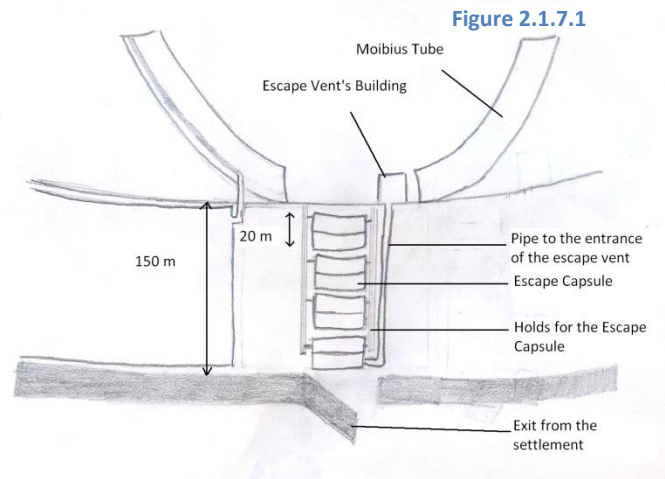 Figure 2.1.7.1
Moibius Tube
Escape Vent's Building
20 m
150 m
Pipe to the entrance
of the escape vent
Escape Capsule
Holds for the Escape
Capsule
Exit from the
settlement